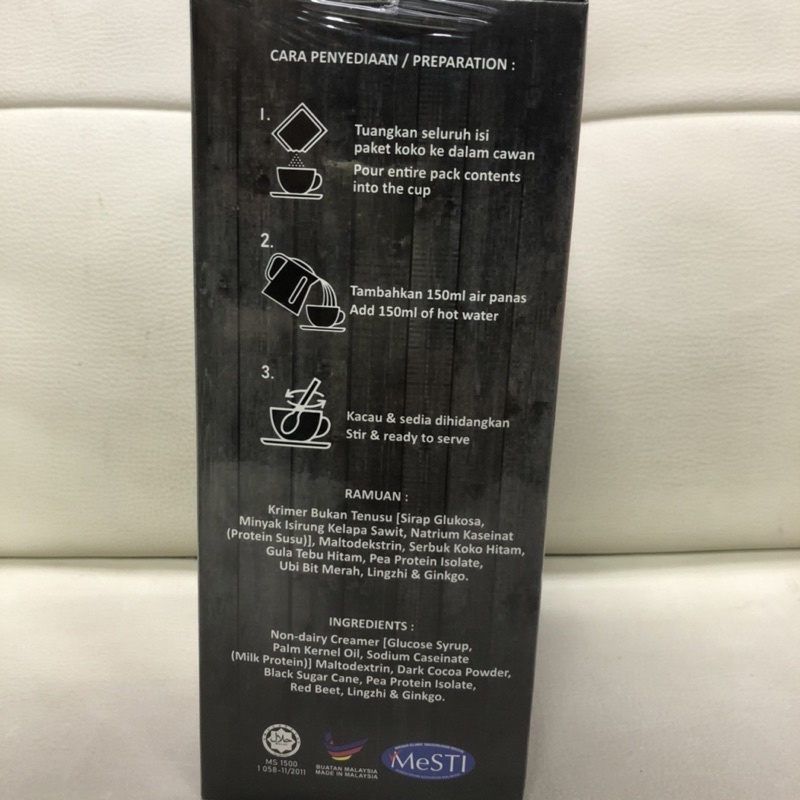 CARA PENYEDIAAN / PREPARATION :
1.
Tuangkan seluruh isi
paket koko ke dalam cawan
Pour entire pack contents
into the cup
2.
Tambahkan 150ml air panas
Add 150ml of hot water
3.
Kacau & sedia dihidangkan
Stir & ready to serve
RAMUAN :
Krimer Bukan Tenusu [Sirap Glukosa,
Minyak Isirung Kelapa Sawit, Natrium Kaseinat
(Protein Susu)], Maltodekstrin, Serbuk Koko Hitam,
Gula Tebu Hitam, Pea Protein Isolate,
Ubi Bit Merah, Lingzhi & Ginkgo.
INGREDIENTS :
Non-dairy Creamer [Glucose Syrup,
Palm Kernel Oil, Sodium Caseinate
(Milk Protein)] Maltodextrin, Dark Cocoa Powder,
Black Sugar Cane, Pea Protein Isolate,
Red Beet, Lingzhi & Ginkgo.
MS 1500
1 058-11/2011
BUATAN MALAYSIA
MADE IN MALAYSIA
MeSTI